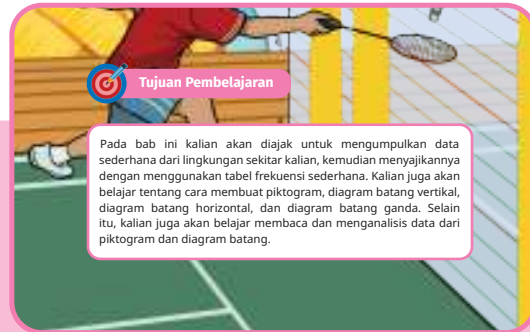 Tujuan Pembelajaran
Pada bab ini kalian akan diajak untuk mengumpulkan data
sederhana dari lingkungan sekitar kalian, kemudian menyajikannya
dengan menggunakan tabel frekuensi sederhana. Kalian juga akan
belajar tentang cara membuat piktogram, diagram batang vertikal,
diagram batang horizontal, dan diagram batang ganda. Selain
itu, kalian juga akan belajar membaca dan menganalisis data dari
piktogram dan diagram batang.